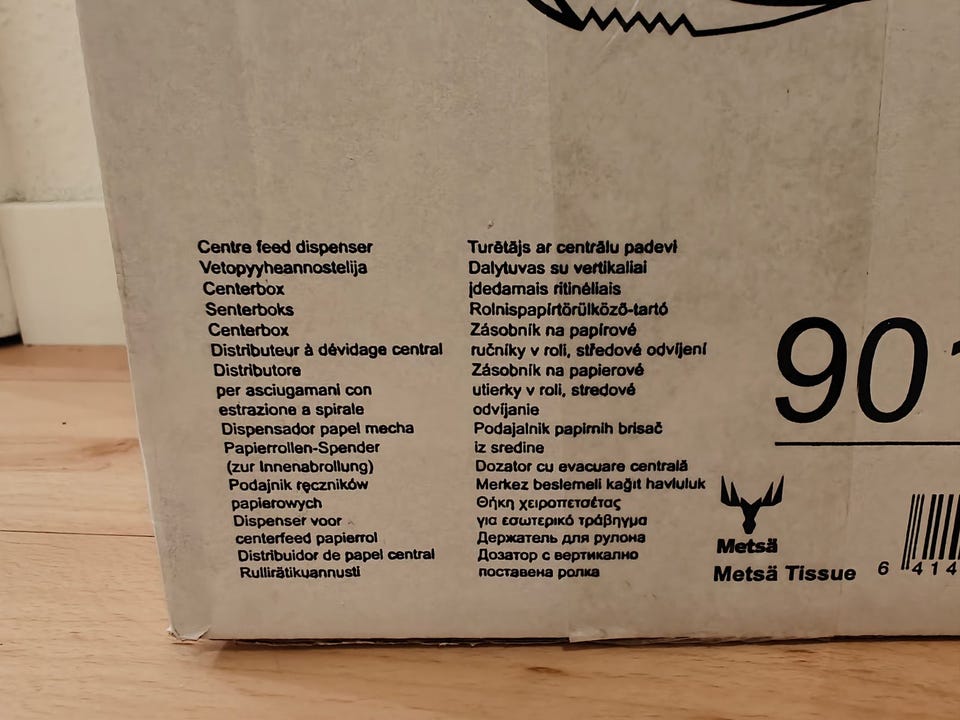 Centre feed dispenser
Vetopyyheannostelija
Centerbox
Senterboks
Centerbox
Distributeur à dévidage central
Distributore
per asciugamani con
estrazione a spirale
Dispensador papel mecha
Papierrollen-Spender
(zur Innenabrollung)
Podajnik ręczników
papierowych
Dispenser voor
centerfeed papierrol
Distribuidor de papel central
Rullirätikuannusti
Turētājs ar centrālu padevi
Dalytuvas su vertikaliai
įdedamais ritinėliais
Rolnispapírtörülköző-tartó
Zásobník na papírové
ručníky v roli, středové odvíjení
Zásobník na papierové
utierky v roli, stredové
odvíjanie
Podajalnik papirnih brisač
iz sredine
Dozator cu evacuare centrală
Merkez beslemeli kağıt havluluk
Θήκη χειροπετσέτας
για εσωτερικό τράβηγμα
Держатель для рулона
Дозатор с вертикално
поставена ролка
90
Metsä
Metsä Tissue
6 414